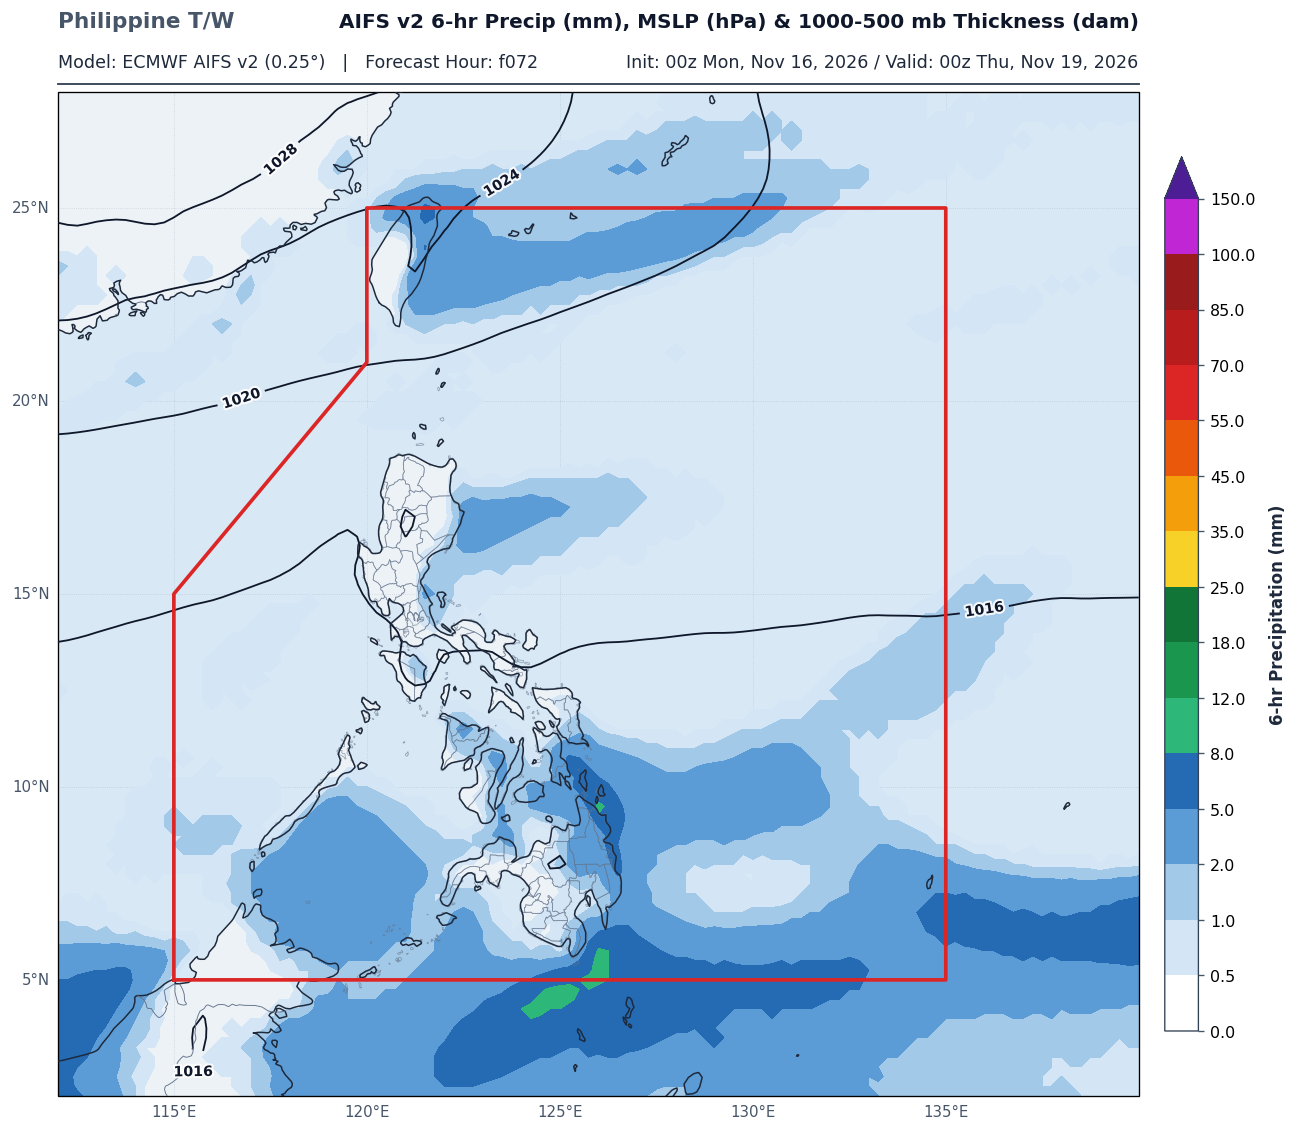 Philippine T/W
AIFS v2 6-hr Precip (mm), MSLP (hPa) & 1000-500 mb Thickness (dam)
Model: ECMWF AIFS v2 (0.25°) | Forecast Hour: f072
Init: 00z Mon, Nov 16, 2026 / Valid: 00z Thu, Nov 19, 2026
1028
1024
1020
1016
1016
25°N
20°N
15°N
10°N
5°N
115°E
120°E
125°E
130°E
135°E
150.0
100.0
85.0
70.0
55.0
45.0
35.0
25.0
18.0
12.0
8.0
5.0
2.0
1.0
0.5
0.0
6-hr Precipitation (mm)